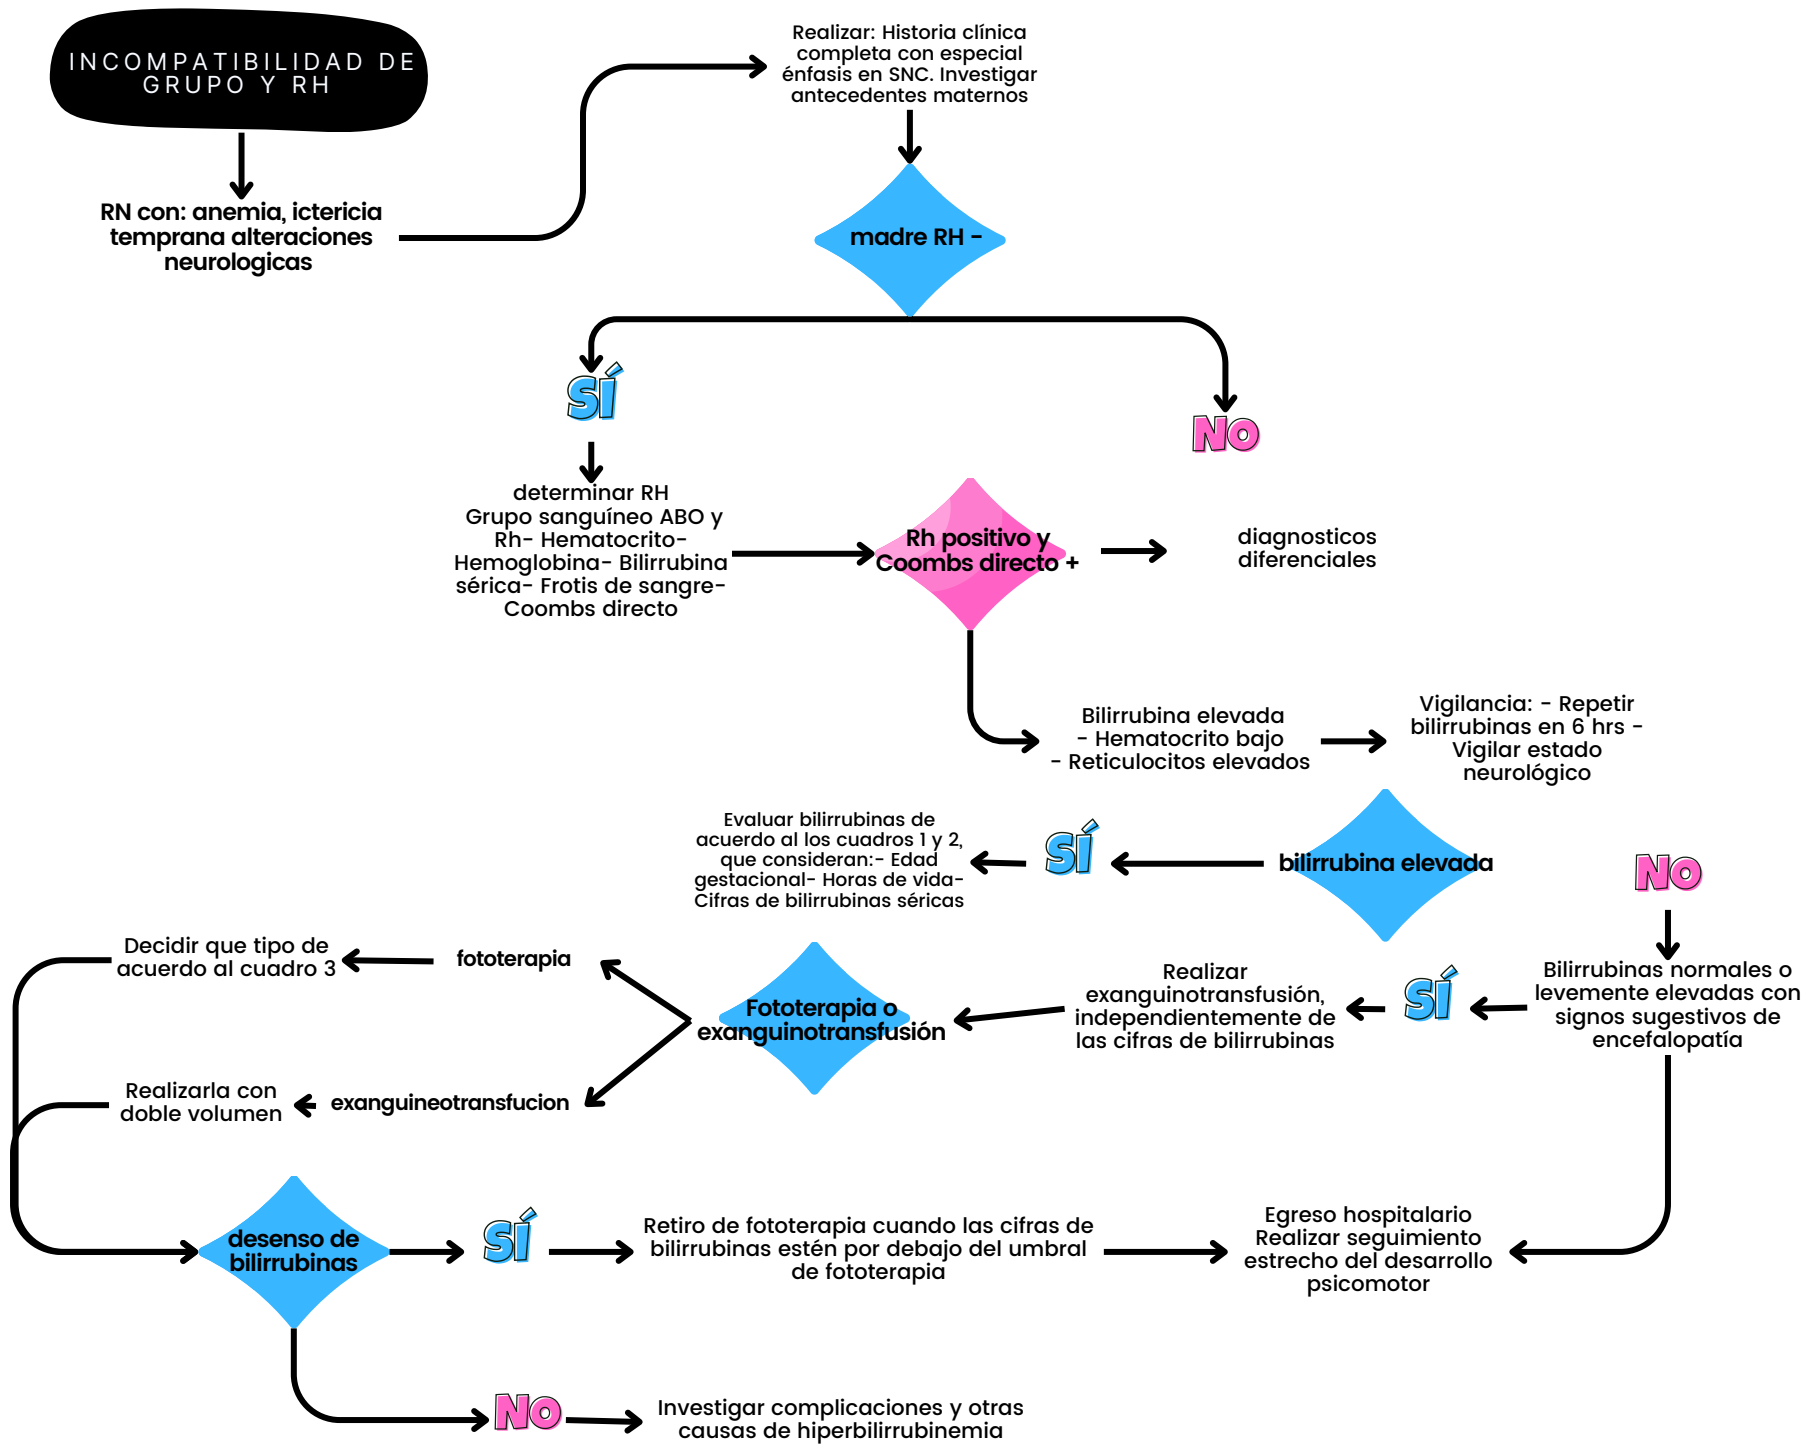 INCOMPATIBILIDAD DE
GRUPO Y RH
RN con: anemia, ictericia
temprana alteraciones
neurologicas
Realizar: Historia clínica
completa con especial
énfasis en SNC. Investigar
antecedentes maternos
madre RH -
SÍ
NO
determinar RH
Grupo sanguíneo ABO y
Rh- Hematocrito-
Hemoglobina- Bilirrubina
sérica- Frotis de sangre-
Coombs directo
Rh positivo y
Coombs directo +
diagnosticos
diferenciales
Bilirrubina elevada
- Hematocrito bajo
- Reticulocitos elevados
Vigilancia: - Repetir
bilirrubinas en 6 hrs -
Vigilar estado
neurológico
bilirrubina elevada
SÍ
Evaluar bilirrubinas de
acuerdo al los cuadros 1 y 2,
que consideran:- Edad
gestacional- Horas de vida-
Cifras de bilirrubinas séricas
NO
Bilirrubinas normales o
levemente elevadas con
signos sugestivos de
encefalopatía
SÍ
Realizar
exanguinotransfusión,
independientemente de
las cifras de bilirrubinas
Fototerapia o
exanguinotransfusión
fototerapia
Decidir que tipo de
acuerdo al cuadro 3
exanguineotransfucion
Realizarla con
doble volumen
desenso de
bilirrubinas
SÍ
Retiro de fototerapia cuando las cifras de
bilirrubinas estén por debajo del umbral
de fototerapia
Egreso hospitalario
Realizar seguimiento
estrecho del desarrollo
psicomotor
NO
Investigar complicaciones y otras
causas de hiperbilirrubinemia